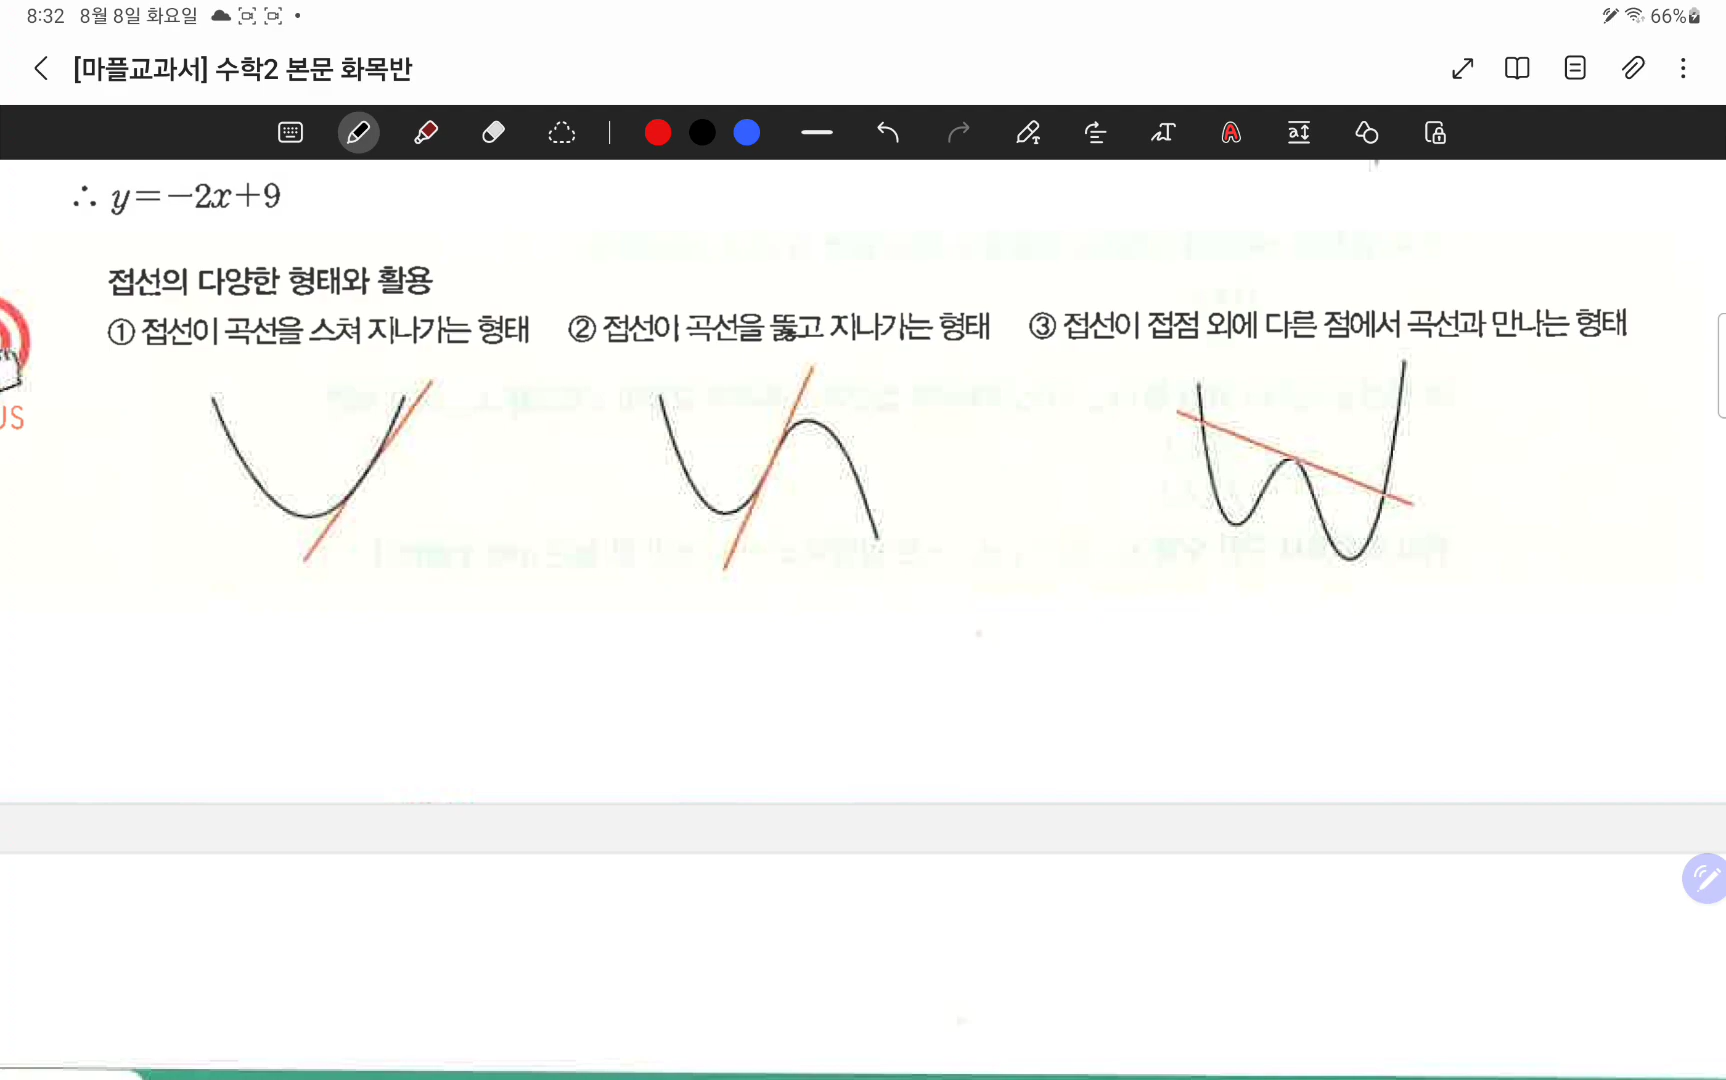 8:32 8월 8일 화요일 66%
[마플교과서] 수학2 본문 화목반
A a
∴ y=-2x+9
접선의 다양한 형태와 활용
① 접선이 곡선을 스쳐 지나가는 형태 ② 접선이 곡선을 뚫고 지나가는 형태 ③ 접선이 접점 외에 다른 점에서 곡선과 만나는 형태
US